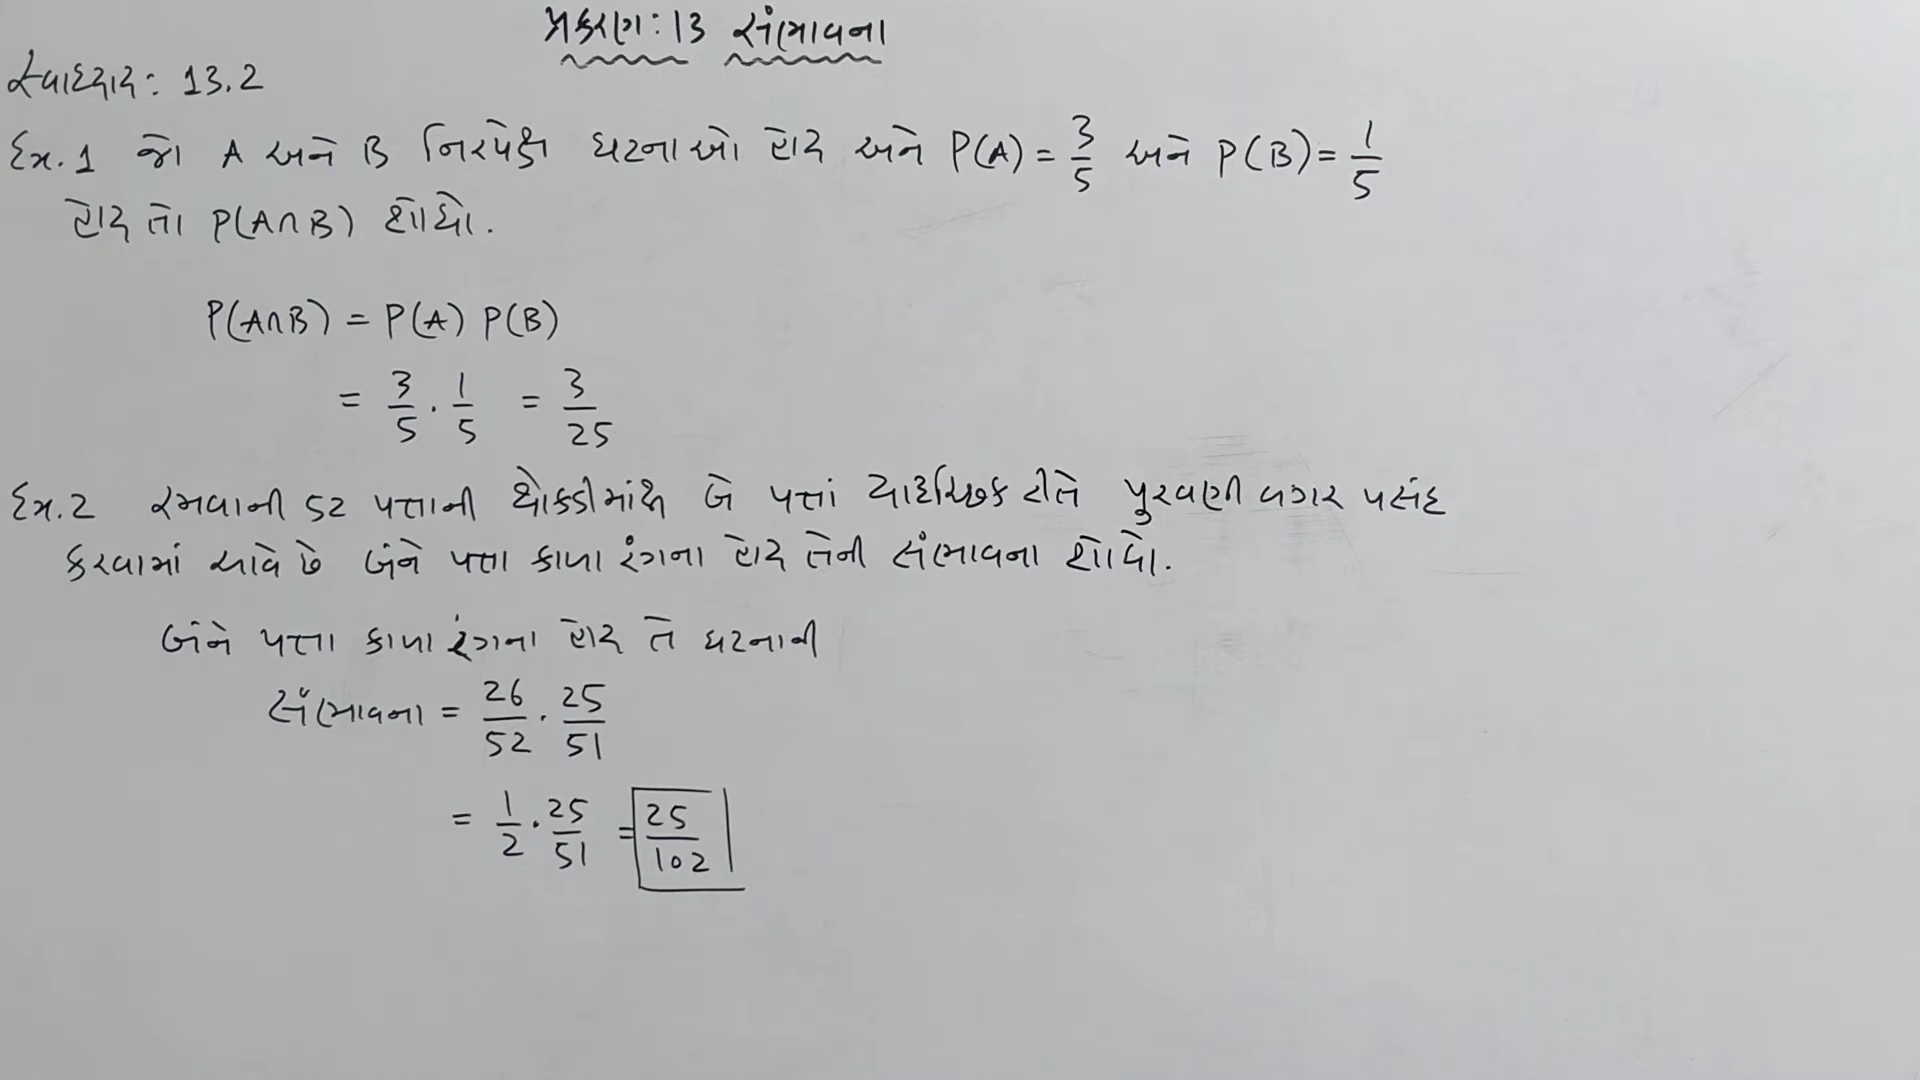 પ્રકરણ: 13 સંભાવના
સ્વાધ્યાય: 13.2
Ex. 1 જો A અને B નિરપેક્ષ ઘટનાઓ હોય અને P(A) = 3/5 અને P(B) = 1/5
હોય તો P(A∩B) શોધો.
P(A∩B) = P(A) P(B)
= 3/5 . 1/5 = 3/25
Ex. 2 રમવાની 52 પત્તાની થોકડીમાંથી બે પત્તાં યાદચ્છિક રીતે પુરવણી વગર પસંદ
કરવામાં આવે છે બંને પત્તા કાળા રંગના હોય તેની સંભાવના શોધો.
બંને પત્તા કાળા રંગના હોય તે ઘટનાની
સંભાવના = 26/52 . 25/51
= 1/2 . 25/51 = 25/102